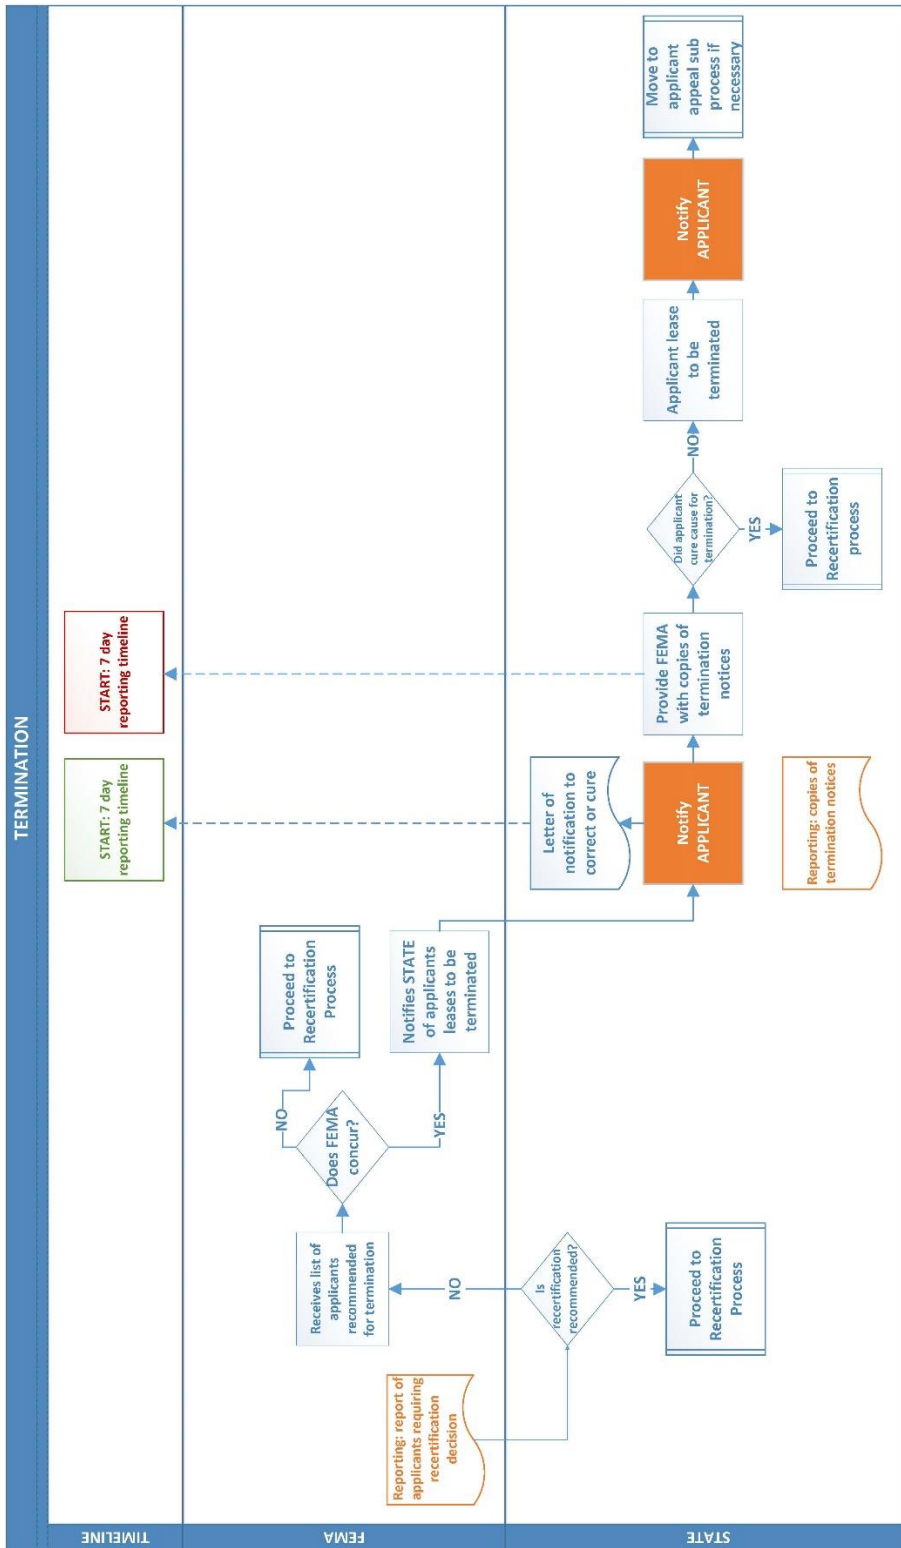 TERMINATION
TIMELINE
START: 7 day
reporting timeline
START: 7 day
reporting timeline
FEMA
Reporting: report of
applicants requiring
recertification
decision
Receives list of
applicants
recommended
for termination
Does FEMA
concur?
NO
Proceed to
Recertification
Process
YES
Notifies STATE
of applicants
leases to be
terminated
STATE
Is
recertification
recommended?
NO
YES
Proceed to
Recertification
Process
Letter of
notification to
correct or cure
Notify
APPLICANT
Reporting: copies of
termination notices
Provide FEMA
with copies of
termination
notices
Did applicant
cure cause for
termination?
YES
Proceed to
Recertification
process
NO
Applicant lease
to be
terminated
Notify
APPLICANT
Move to
applicant
appeal sub
process if
necessary